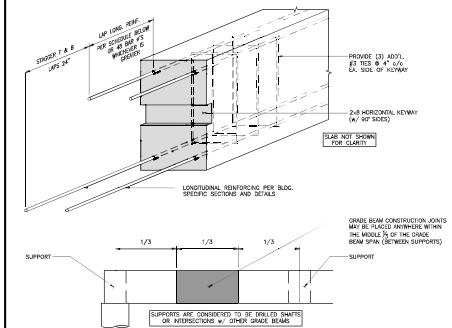 LAP LONG. REINF.
PER SCHEDULE BELOW
OR 48 BAR ø'S
WHICHEVER IS
GREATER
STAGGER T & B
LAPS 24"
PROVIDE (3) ADD'L.
#3 TIES @ 4" o/c
EA. SIDE OF KEYWAY
2x8 HORIZONTAL KEYWAY
(W/ 90° SIDES)
SLAB NOT SHOWN
FOR CLARITY
LONGITUDINAL REINFORCING PER BLDG.
SPECIFIC SECTIONS AND DETAILS
GRADE BEAM CONSTRUCTION JOINTS
MAY BE PLACED ANYWHERE WITHIN
THE MIDDLE ⅓ OF THE GRADE
BEAM SPAN (BETWEEN SUPPORTS)
1/3 1/3 1/3
SUPPORT SUPPORT
SUPPORTS ARE CONSIDERED TO BE DRILLED SHAFTS
OR INTERSECTIONS w/ OTHER GRADE BEAMS